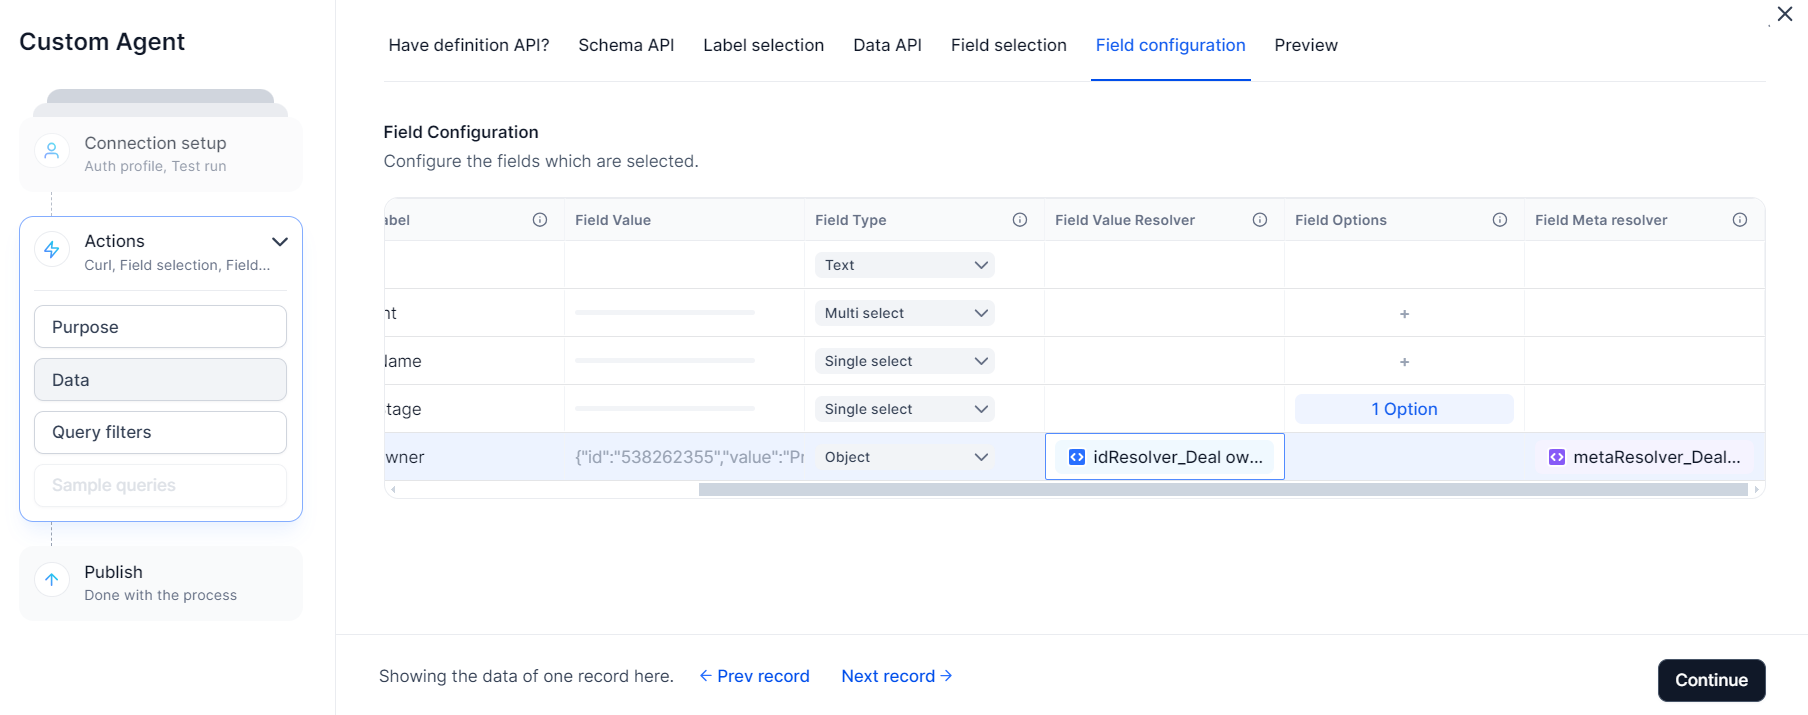 Custom Agent
Connection setup
Auth profile, Test run
Actions
Curl, Field selection, Field...
Purpose
Data
Query filters
Sample queries
Publish
Done with the process
Have definition API? Schema API Label selection Data API Field selection Field configuration Preview
Field Configuration
Configure the fields which are selected.
abel Field Value Field Type Field Value Resolver Field Options Field Meta resolver
Text
nt Multi select +
lame Single select +
tage Single select 1 Option
wner {"id":"538262355","value":"Pr Object idResolver_Deal ow... metaResolver_Deal...
Showing the data of one record here. ← Prev record Next record →
Continue